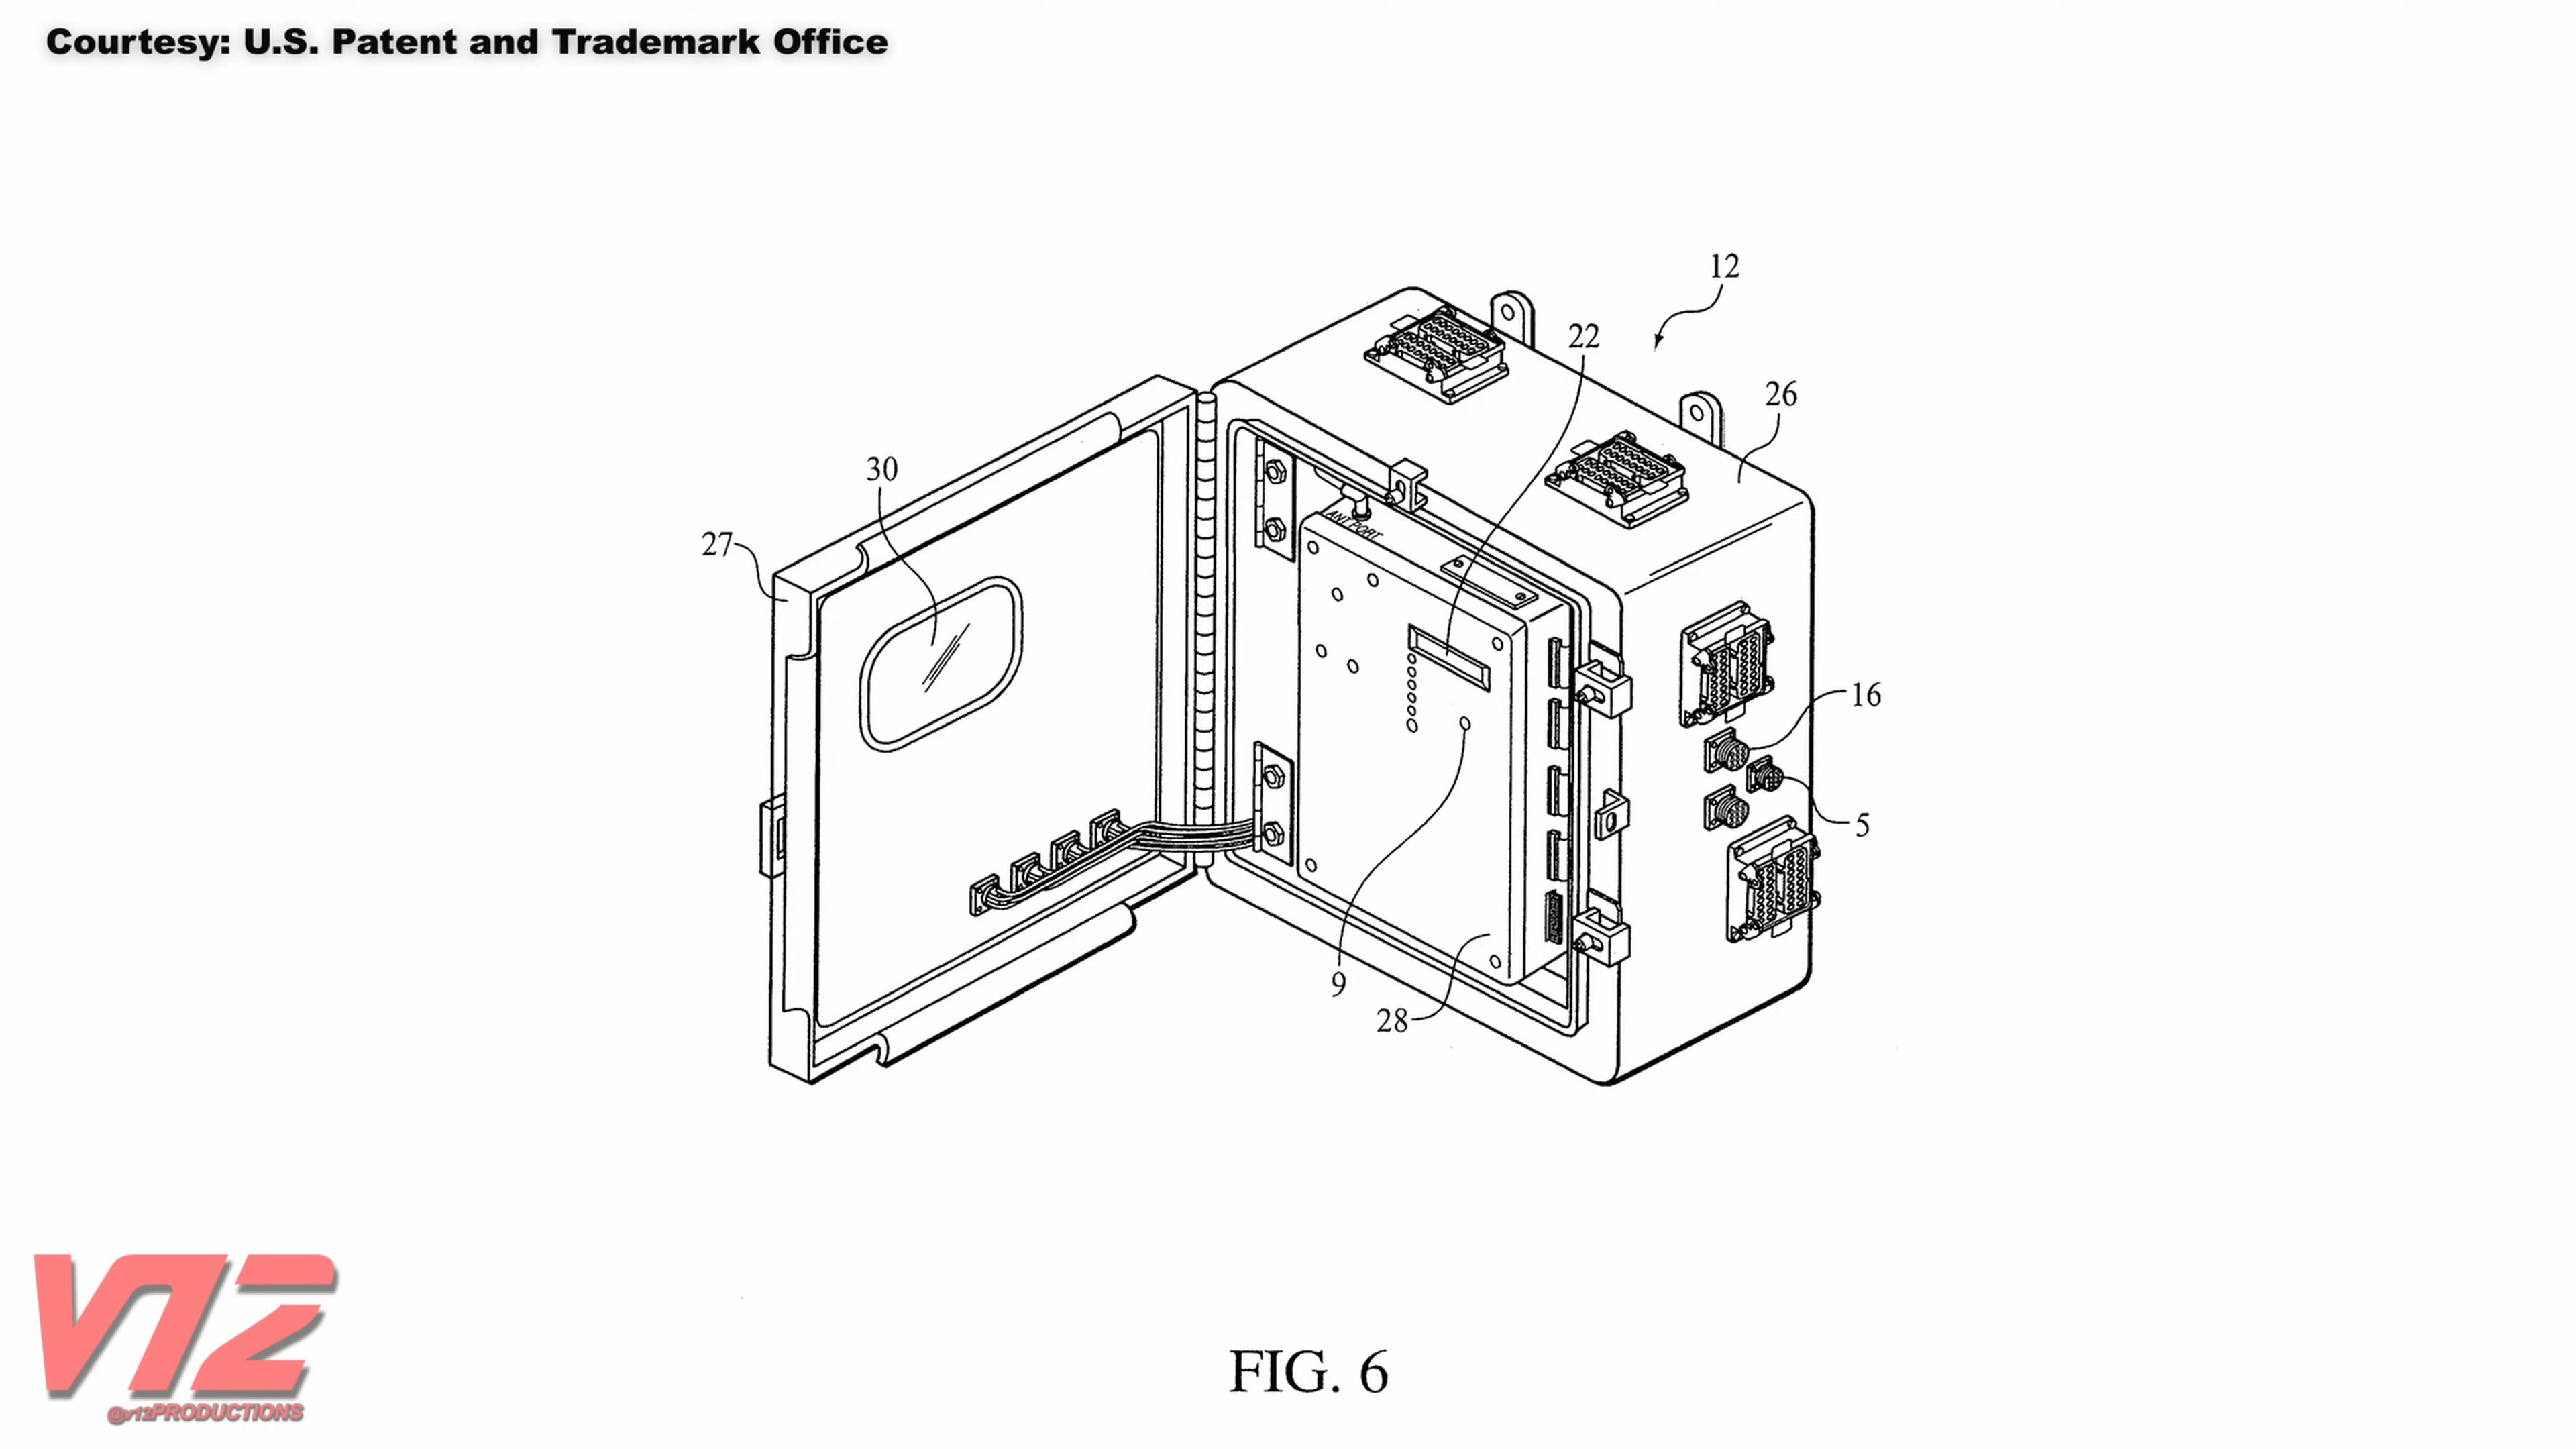 Courtesy: U.S. Patent and Trademark Office
12
22
26
30
27
ANT PORT
16
5
9
28
FIG. 6
V12
@v12PRODUCTIONS